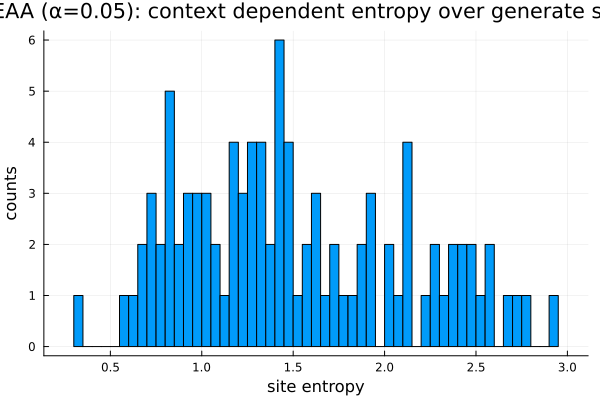 EAA (α=0.05): context dependent entropy over generate s
6
5
4
3
2
1
0
counts
0.5 1.0 1.5 2.0 2.5 3.0
site entropy